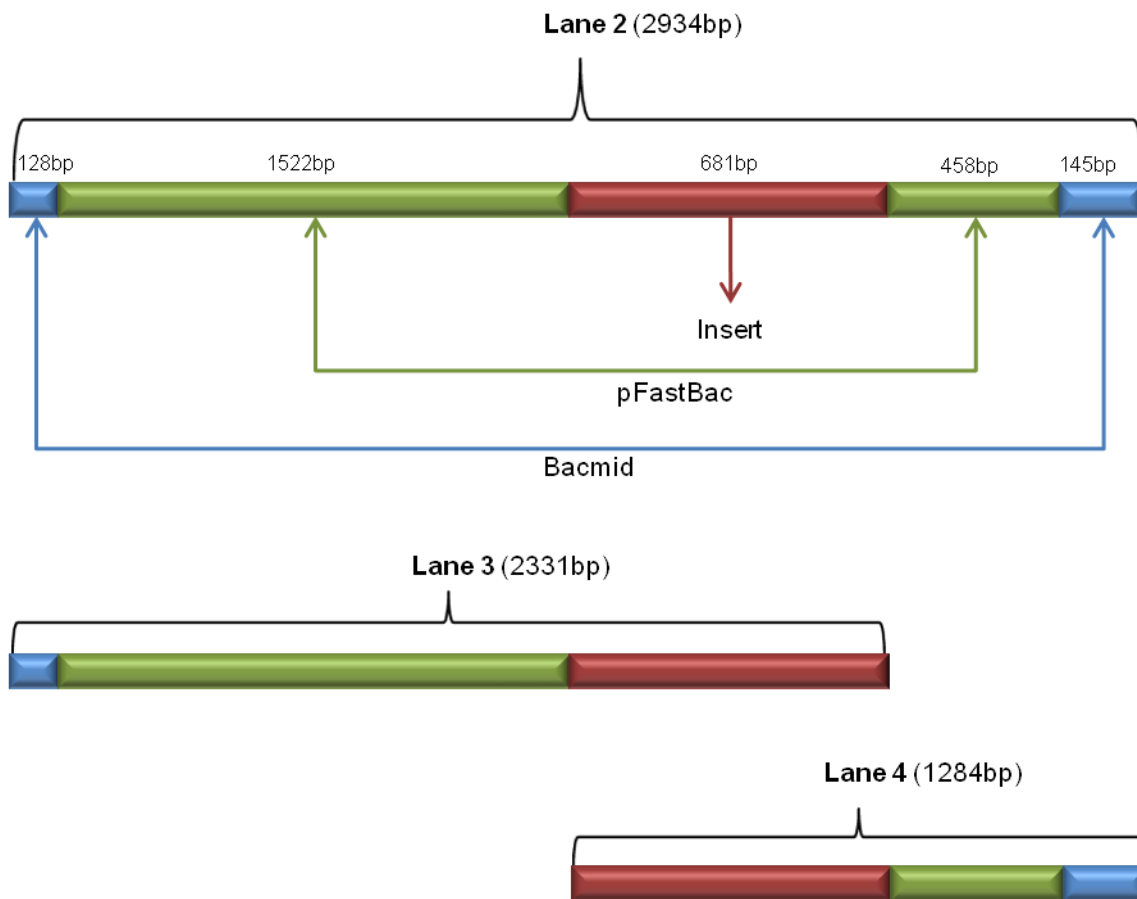 Lane 2 (2934bp)
128bp 1522bp 681bp 458bp 145bp
Insert
pFastBac
Bacmid
Lane 3 (2331bp)
Lane 4 (1284bp)